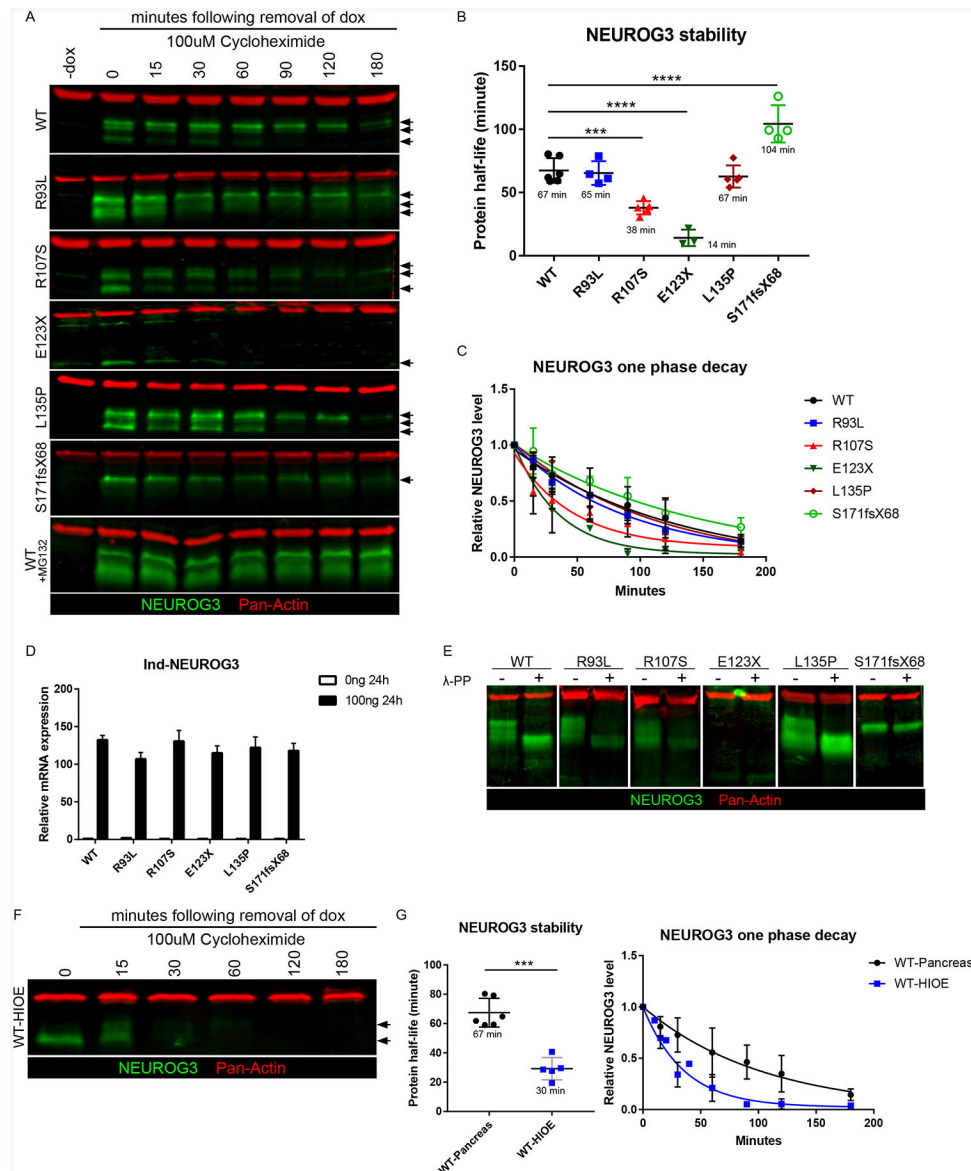 A
minutes following removal of dox
100uM Cycloheximide
-dox 0 15 30 60 90 120 180
WT
R93L
R107S
E123X
L135P
S171fsX68
WT +MG132
NEUROG3 Pan-Actin
B
NEUROG3 stability
Protein half-life (minute)
150
100
50
0
****
****
***
67 min
65 min
38 min
14 min
67 min
104 min
WT R93L R107S E123X L135P S171fsX68
C
NEUROG3 one phase decay
Relative NEUROG3 level
1.5
1.0
0.5
0.0
0 50 100 150 200
Minutes
WT
R93L
R107S
E123X
L135P
S171fsX68
D
Ind-NEUROG3
Relative mRNA expression
200
150
100
50
0
WT R93L R107S E123X L135P S171fsX68
0ng 24h
100ng 24h
E
WT R93L R107S E123X L135P S171fsX68
λ-PP - + - + - + - + - + - +
NEUROG3 Pan-Actin
F
minutes following removal of dox
100uM Cycloheximide
0 15 30 60 120 180
WT-HIOE
NEUROG3 Pan-Actin
G
NEUROG3 stability
Protein half-life (minute)
100
80
60
40
20
0
***
67 min
30 min
WT-Pancreas WT-HIOE
NEUROG3 one phase decay
Relative NEUROG3 level
1.5
1.0
0.5
0.0
0 50 100 150 200
Minutes
WT-Pancreas
WT-HIOE